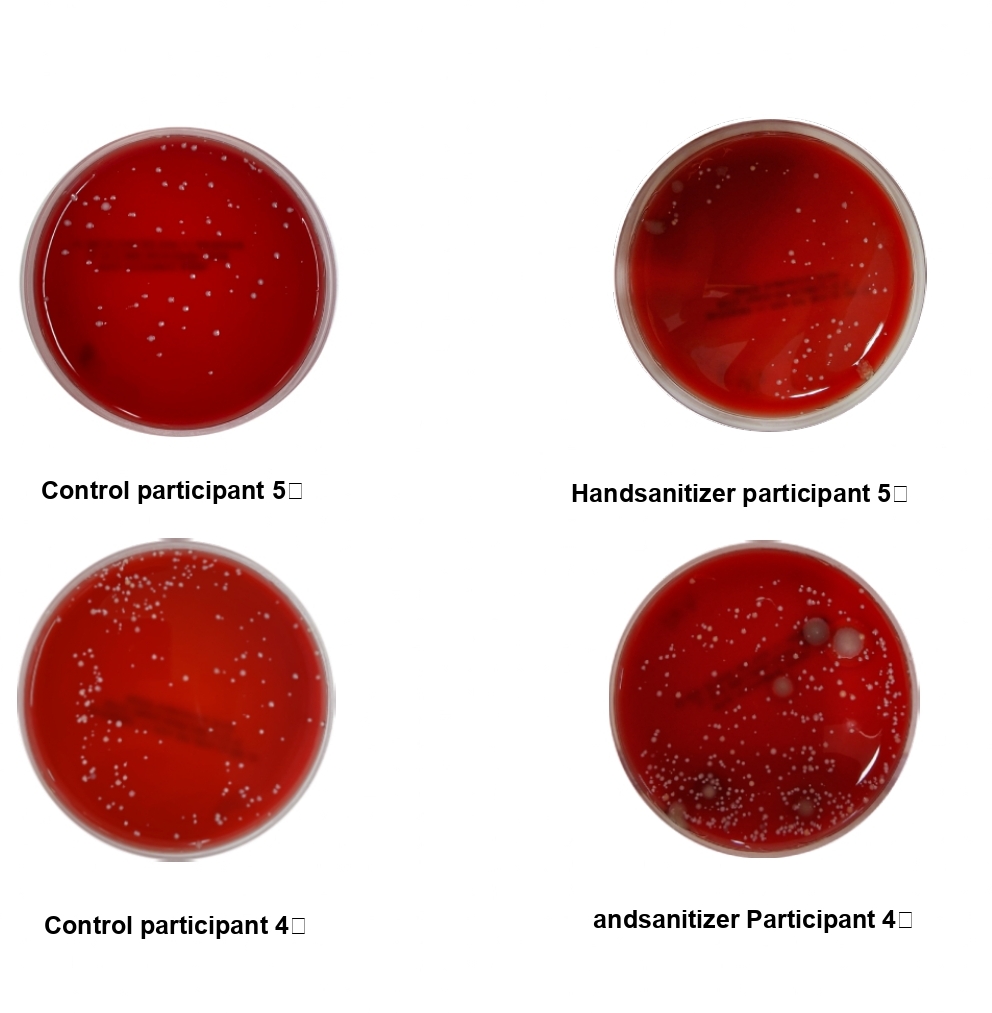 Control participant 5
Handsanitizer participant 5
Control participant 4
andsanitizer Participant 4